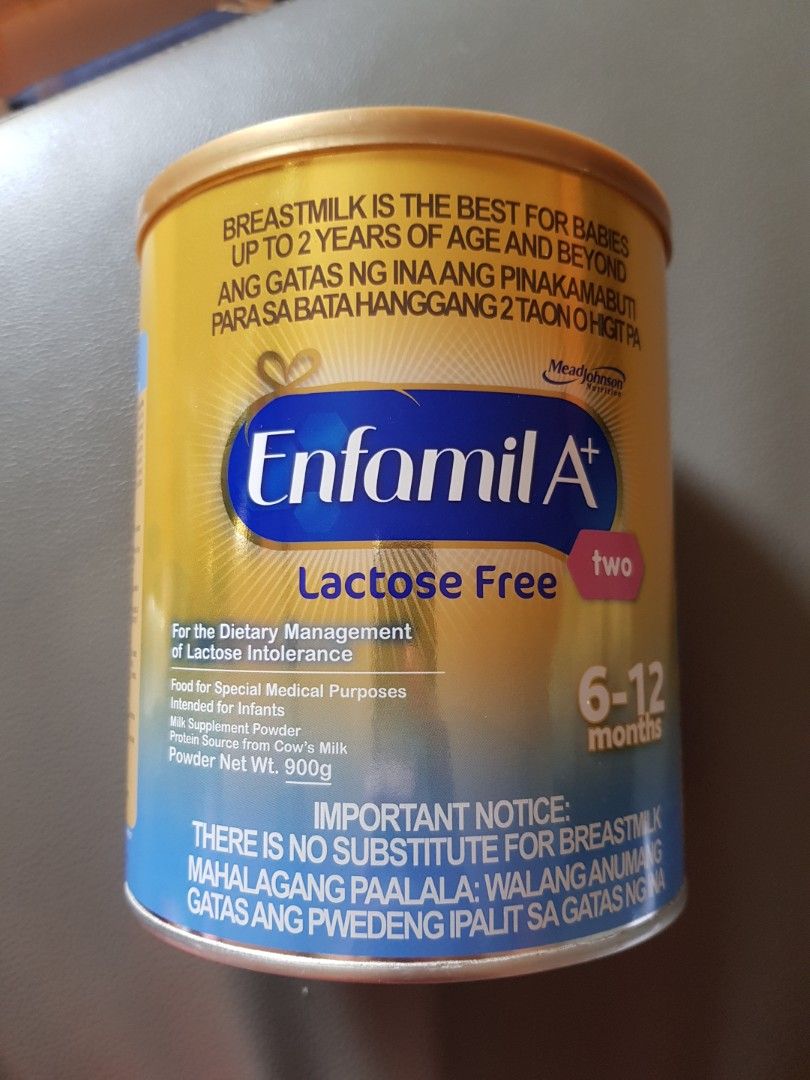 BREASTMILK IS THE BEST FOR BABIES
UP TO 2 YEARS OF AGE AND BEYOND
ANG GATAS NG INA ANG PINAKAMABUTI
PARA SA BATA HANGGANG 2 TAON O HIGIT PA
MeadJohnson
Nutrition
Enfamil A+
two
Lactose Free
For the Dietary Management
of Lactose Intolerance
Food for Special Medical Purposes
Intended for Infants
Milk Supplement Powder
Protein Source from Cow's Milk
Powder Net Wt. 900g
6-12
months
IMPORTANT NOTICE:
THERE IS NO SUBSTITUTE FOR BREASTMILK
MAHALAGANG PAALALA: WALANG ANUMANG
GATAS ANG PWEDENG IPALIT SA GATAS NG INA